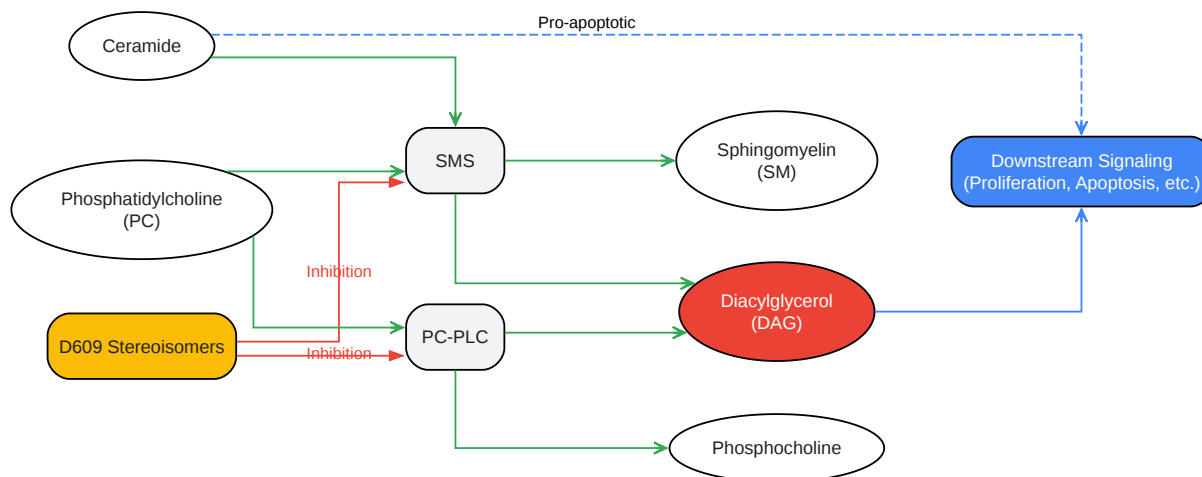 Pro-apoptotic
Ceramide
SMS
Sphingomyelin
(SM)
Downstream Signaling
(Proliferation, Apoptosis, etc.)
Phosphatidylcholine
(PC)
Inhibition
Diacylglycerol
(DAG)
D609 Stereoisomers
Inhibition
PC-PLC
Phosphocholine